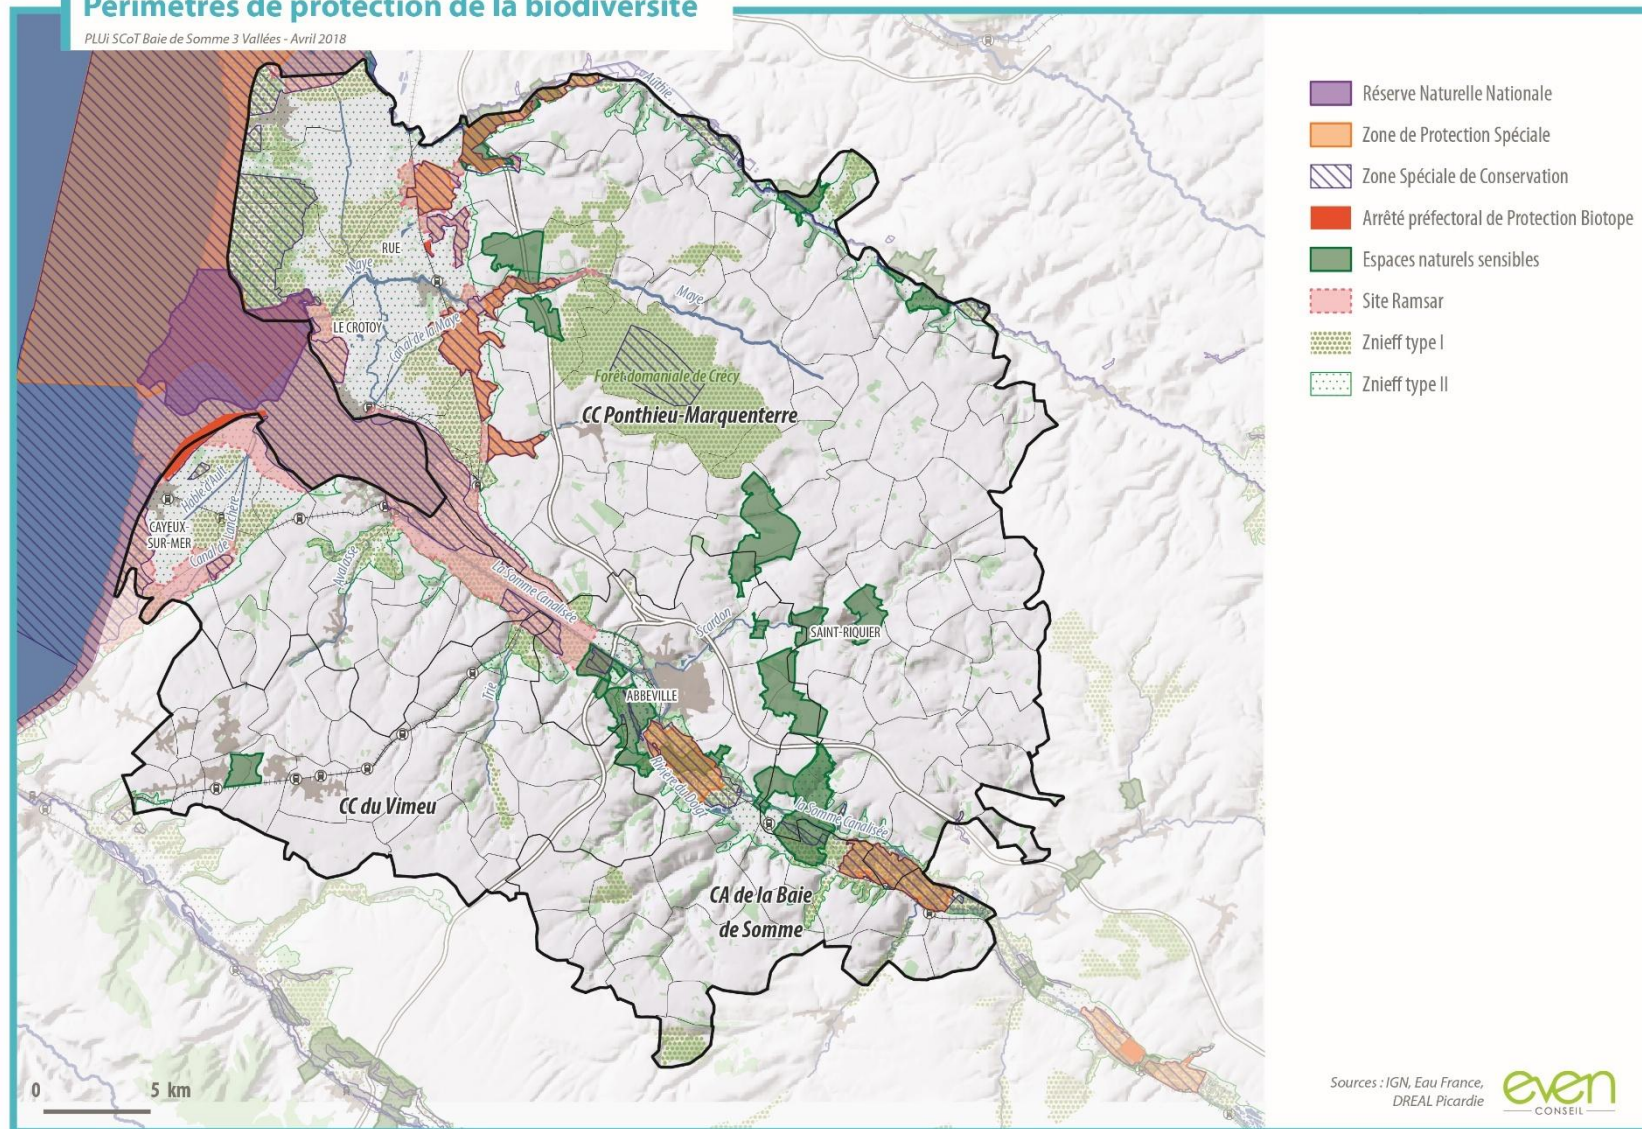 Périmètres de protection de la biodiversité
PLUi SCoT Baie de Somme 3 Vallées - Avril 2018
Réserve Naturelle Nationale
Zone de Protection Spéciale
Zone Spéciale de Conservation
Arrêté préfectoral de Protection Biotope
Espaces naturels sensibles
Site Ramsar
Znieff type I
Znieff type II
Authie
RUE
Maye
Maye
LE CROTOY
Canal de la Maye
Forêt domaniale de Crécy
CC Ponthieu-Marquenterre
Hable d'Ault
CAYEUX-
SUR-MER
Canal de Lanchère
Avalasse
La Somme Canalisée
Scardon
SAINT-RIQUIER
Trie
ABBEVILLE
Rivière du Doigt
CC du Vimeu
la Somme Canalisée
CA de la Baie
de Somme
0 5 km
Sources : IGN, Eau France,
DREAL Picardie
even
CONSEIL